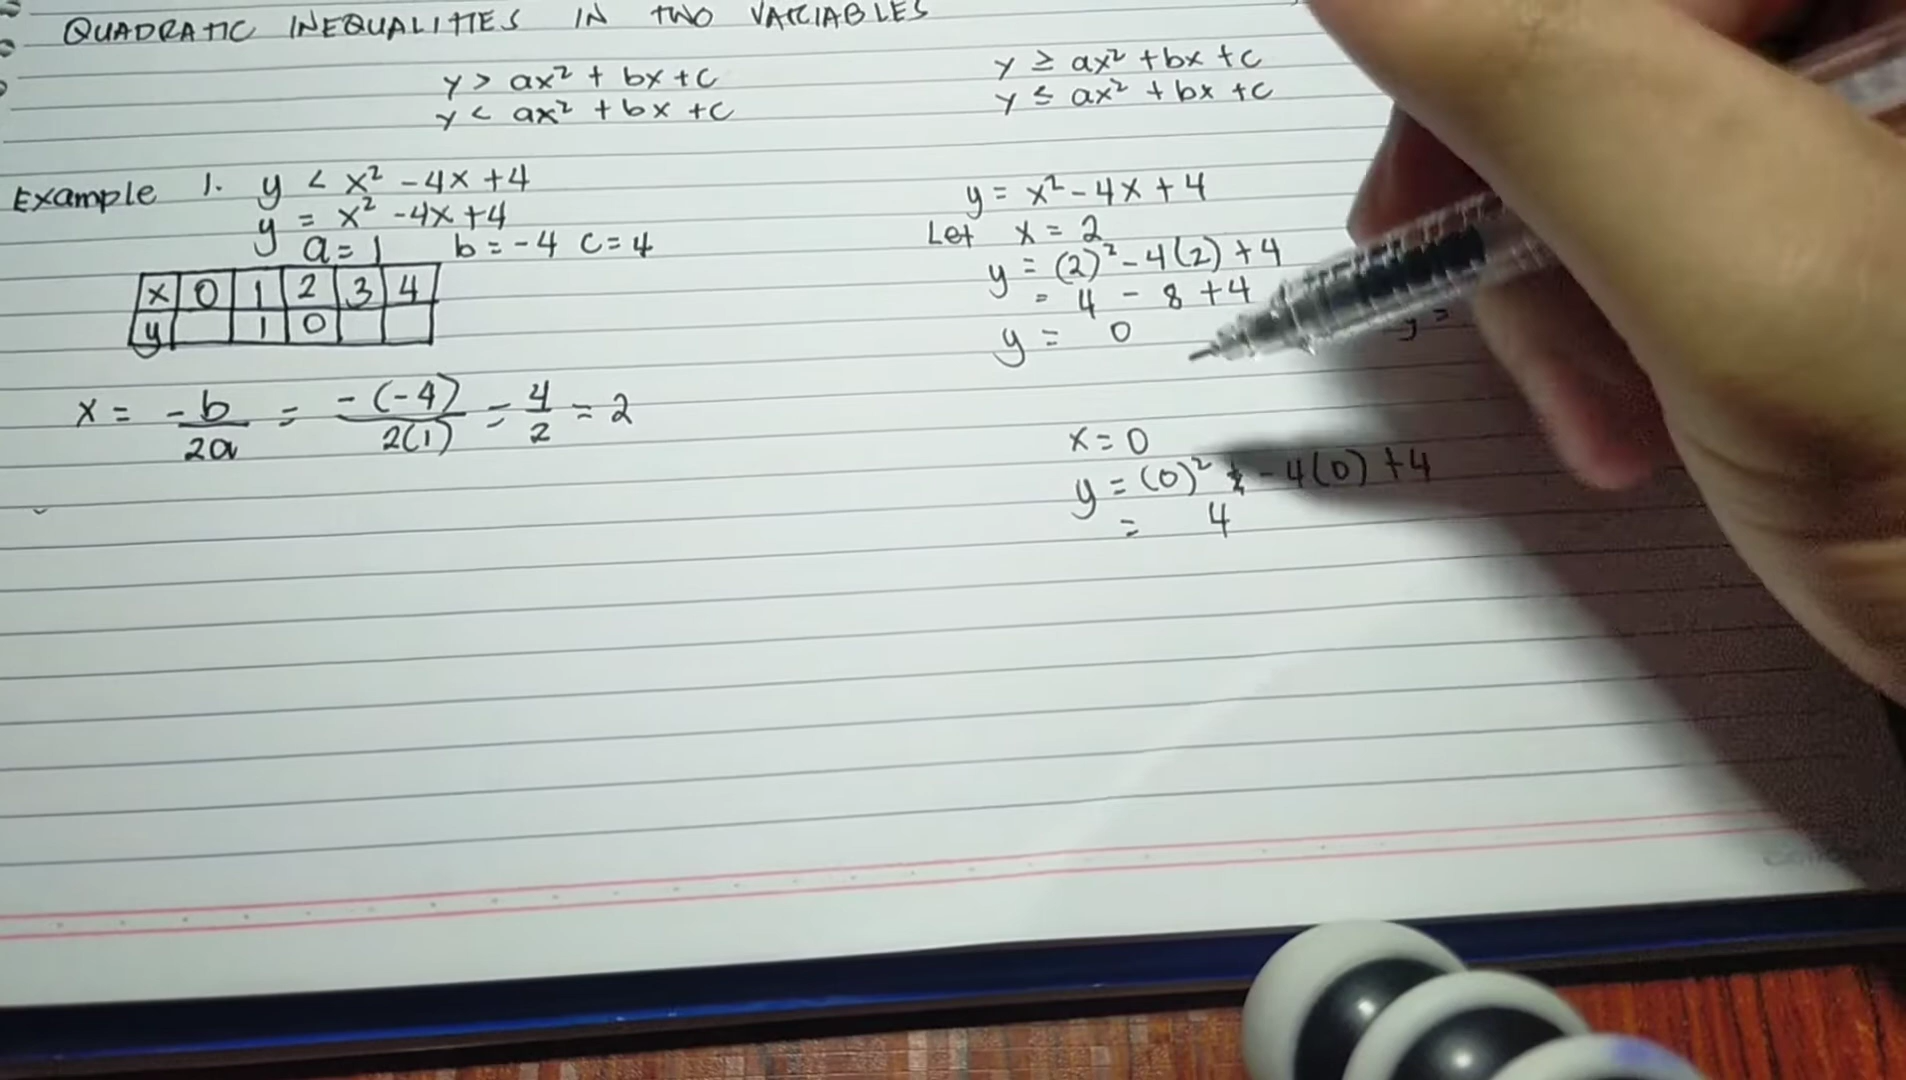 QUADRATIC INEQUALITIES IN TWO VARIABLES
y > ax² + bx + c
y < ax² + bx + c
y ≥ ax² + bx + c
y ≤ ax² + bx + c
Example 1. y < x² - 4x + 4
y = x² - 4x + 4
a = 1 b = -4 c = 4
x 0 1 2 3 4
y 1 0
x = -b/2a = -(-4)/2(1) = 4/2 = 2
y = x² - 4x + 4
Let x = 2
y = (2)² - 4(2) + 4
= 4 - 8 + 4
y = 0
y =
x = 0
y = (0)² - 4(0) + 4
= 4